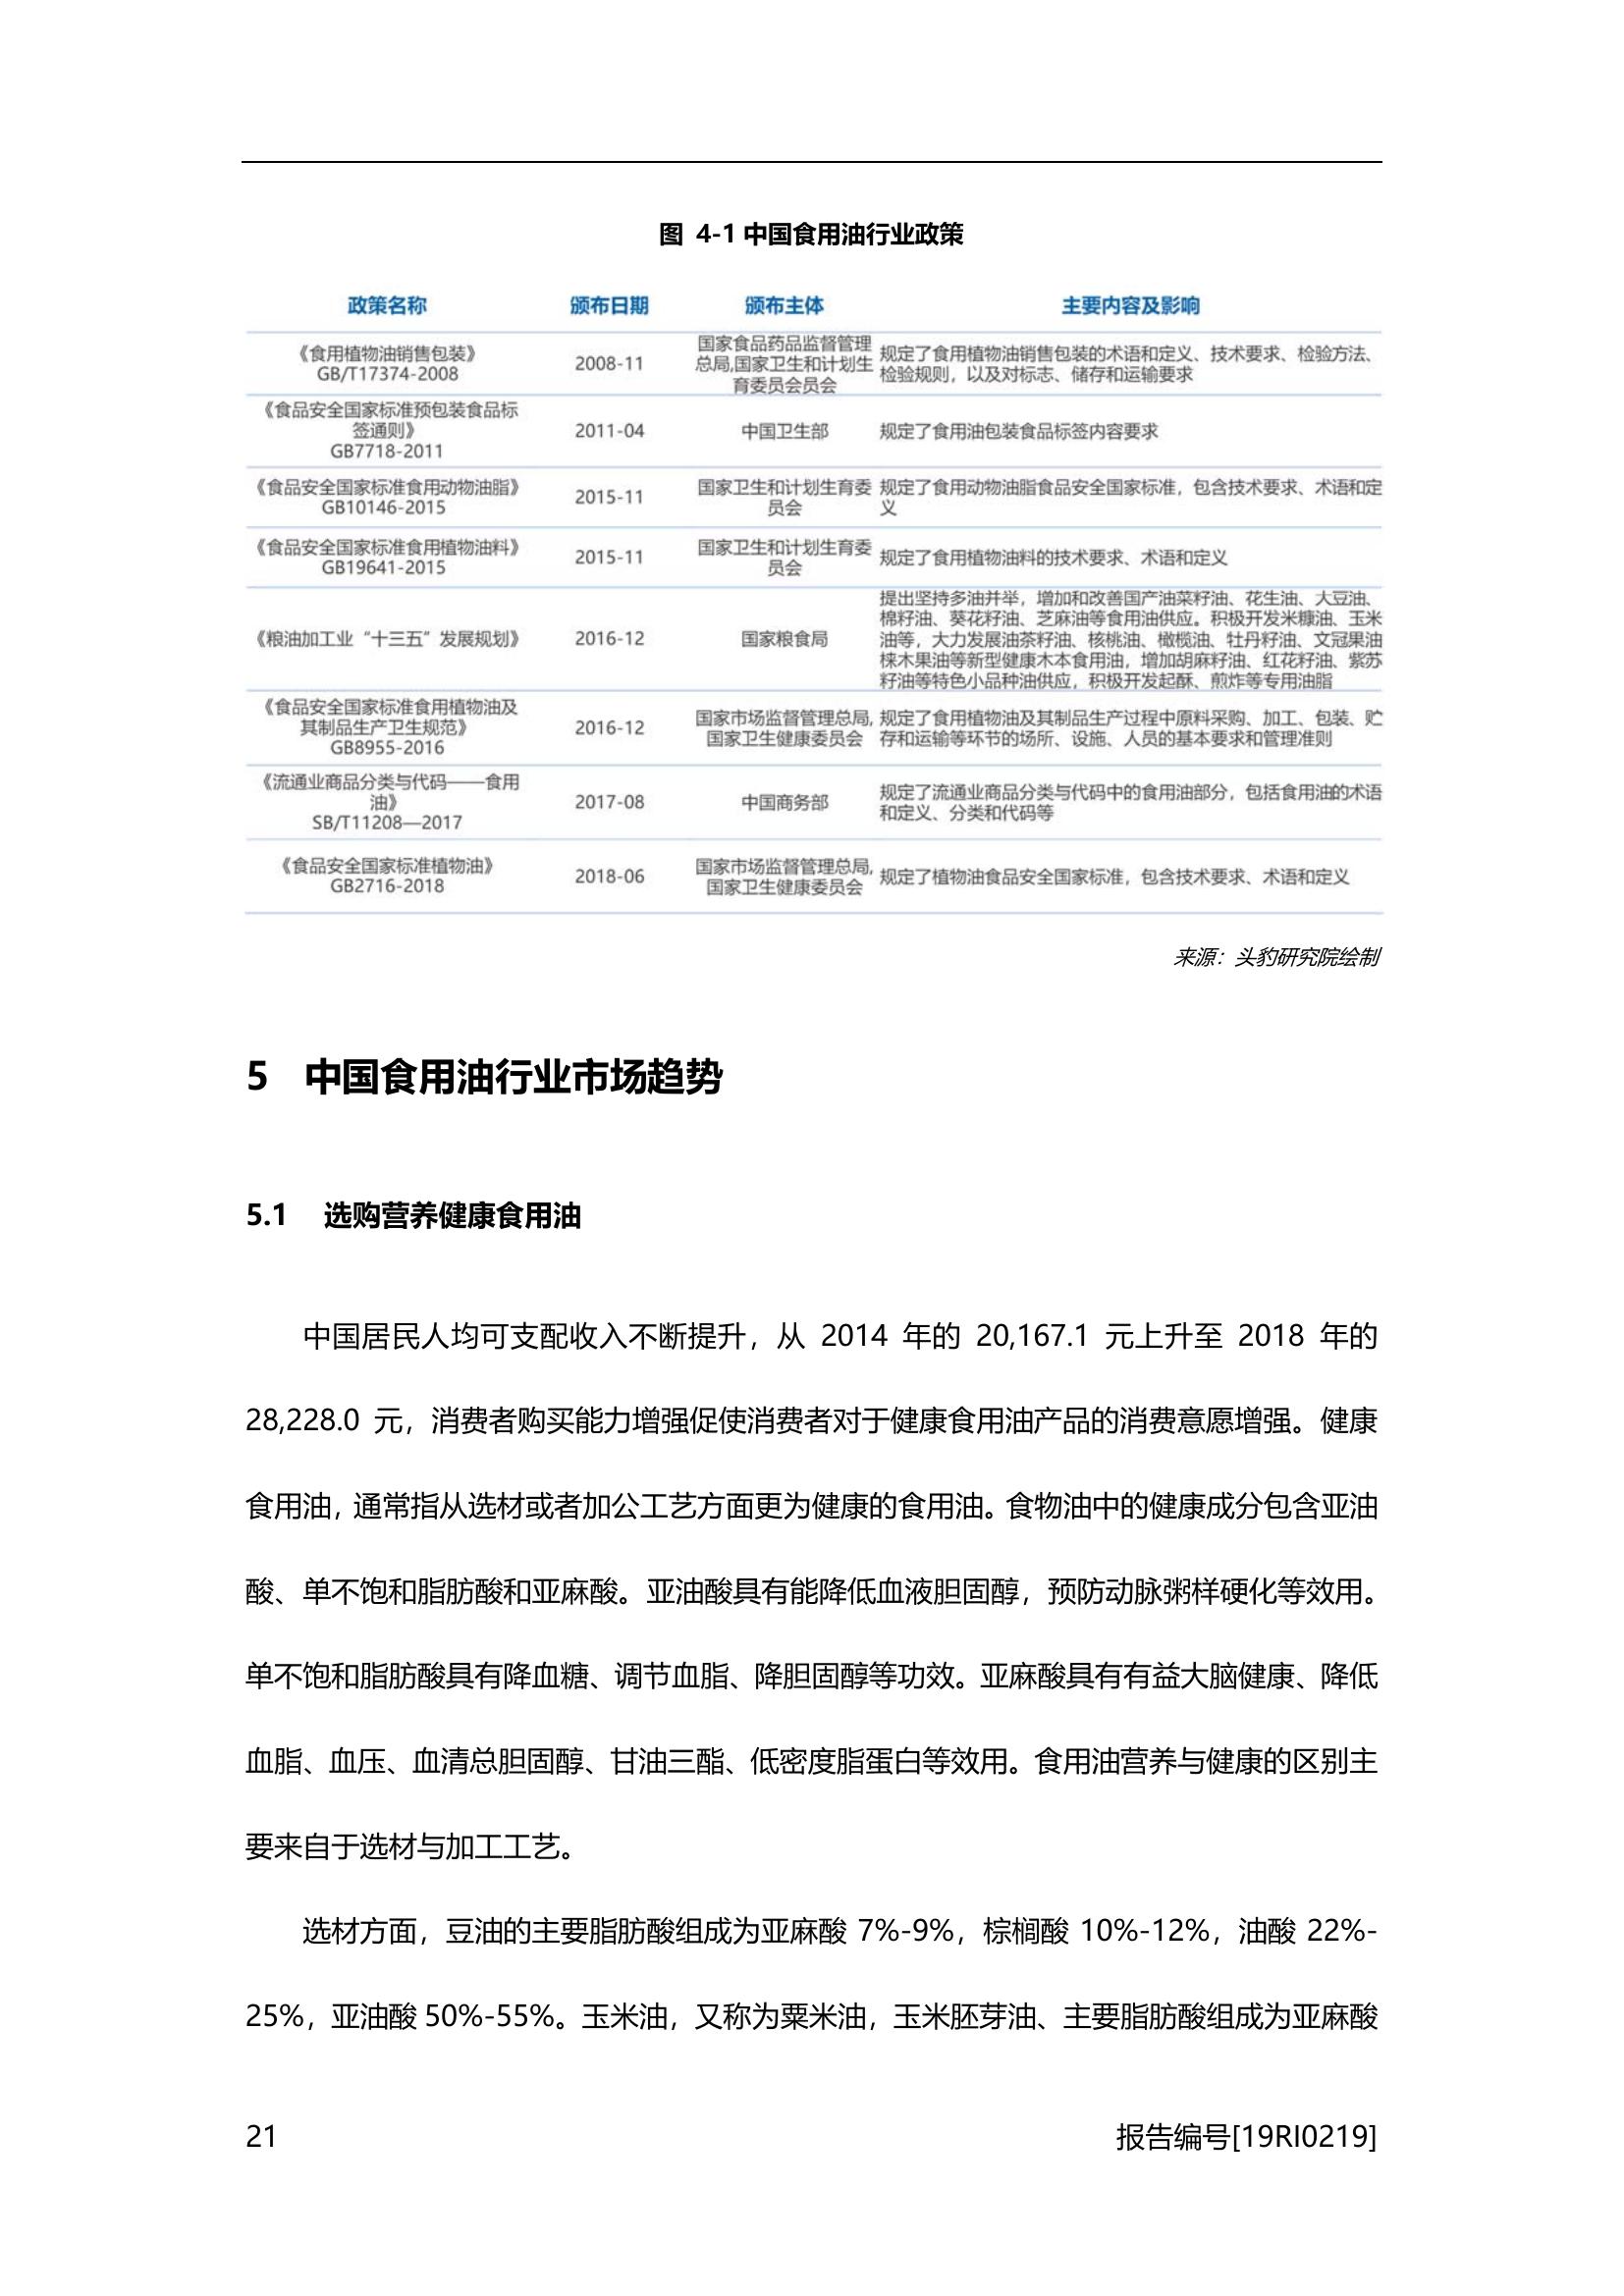 图 4-1 中国食用油行业政策
政策名称 颁布日期 颁布主体 主要内容及影响
《食用植物油销售包装》
GB/T17374-2008
2008-11
国家食品药品监督管理
总局,国家卫生和计划生
育委员会员会
规定了食用植物油销售包装的术语和定义、技术要求、检验方法、
检验规则，以及对标志、储存和运输要求
《食品安全国家标准预包装食品标
签通则》
GB7718-2011
2011-04
中国卫生部
规定了食用油包装食品标签内容要求
《食品安全国家标准食用动物油脂》
GB10146-2015
2015-11
国家卫生和计划生育委
员会
规定了食用动物油脂食品安全国家标准，包含技术要求、术语和定
义
《食品安全国家标准食用植物油料》
GB19641-2015
2015-11
国家卫生和计划生育委
员会
规定了食用植物油料的技术要求、术语和定义
《粮油加工业“十三五”发展规划》
2016-12
国家粮食局
提出坚持多油并举，增加和改善国产油菜籽油、花生油、大豆油、
棉籽油、葵花籽油、芝麻油等食用油供应。积极开发米糠油、玉米
油等，大力发展油茶籽油、核桃油、橄榄油、牡丹籽油、文冠果油
梾木果油等新型健康木本食用油，增加胡麻籽油、红花籽油、紫苏
籽油等特色小品种油供应，积极开发起酥、煎炸等专用油脂
《食品安全国家标准食用植物油及
其制品生产卫生规范》
GB8955-2016
2016-12
国家市场监督管理总局,
国家卫生健康委员会
规定了食用植物油及其制品生产过程中原料采购、加工、包装、贮
存和运输等环节的场所、设施、人员的基本要求和管理准则
《流通业商品分类与代码——食用
油》
SB/T11208—2017
2017-08
中国商务部
规定了流通业商品分类与代码中的食用油部分，包括食用油的术语
和定义、分类和代码等
《食品安全国家标准植物油》
GB2716-2018
2018-06
国家市场监督管理总局,
国家卫生健康委员会
规定了植物油食品安全国家标准，包含技术要求、术语和定义
来源：头豹研究院绘制
5 中国食用油行业市场趋势
5.1 选购营养健康食用油
中国居民人均可支配收入不断提升，从 2014 年的 20,167.1 元上升至 2018 年的
28,228.0 元，消费者购买能力增强促使消费者对于健康食用油产品的消费意愿增强。健康
食用油，通常指从选材或者加公工艺方面更为健康的食用油。食物油中的健康成分包含亚油
酸、单不饱和脂肪酸和亚麻酸。亚油酸具有能降低血液胆固醇，预防动脉粥样硬化等效用。
单不饱和脂肪酸具有降血糖、调节血脂、降胆固醇等功效。亚麻酸具有有益大脑健康、降低
血脂、血压、血清总胆固醇、甘油三酯、低密度脂蛋白等效用。食用油营养与健康的区别主
要来自于选材与加工工艺。
选材方面，豆油的主要脂肪酸组成为亚麻酸 7%-9%，棕榈酸 10%-12%，油酸 22%-
25%，亚油酸 50%-55%。玉米油，又称为粟米油，玉米胚芽油、主要脂肪酸组成为亚麻酸
21 报告编号[19RI0219]